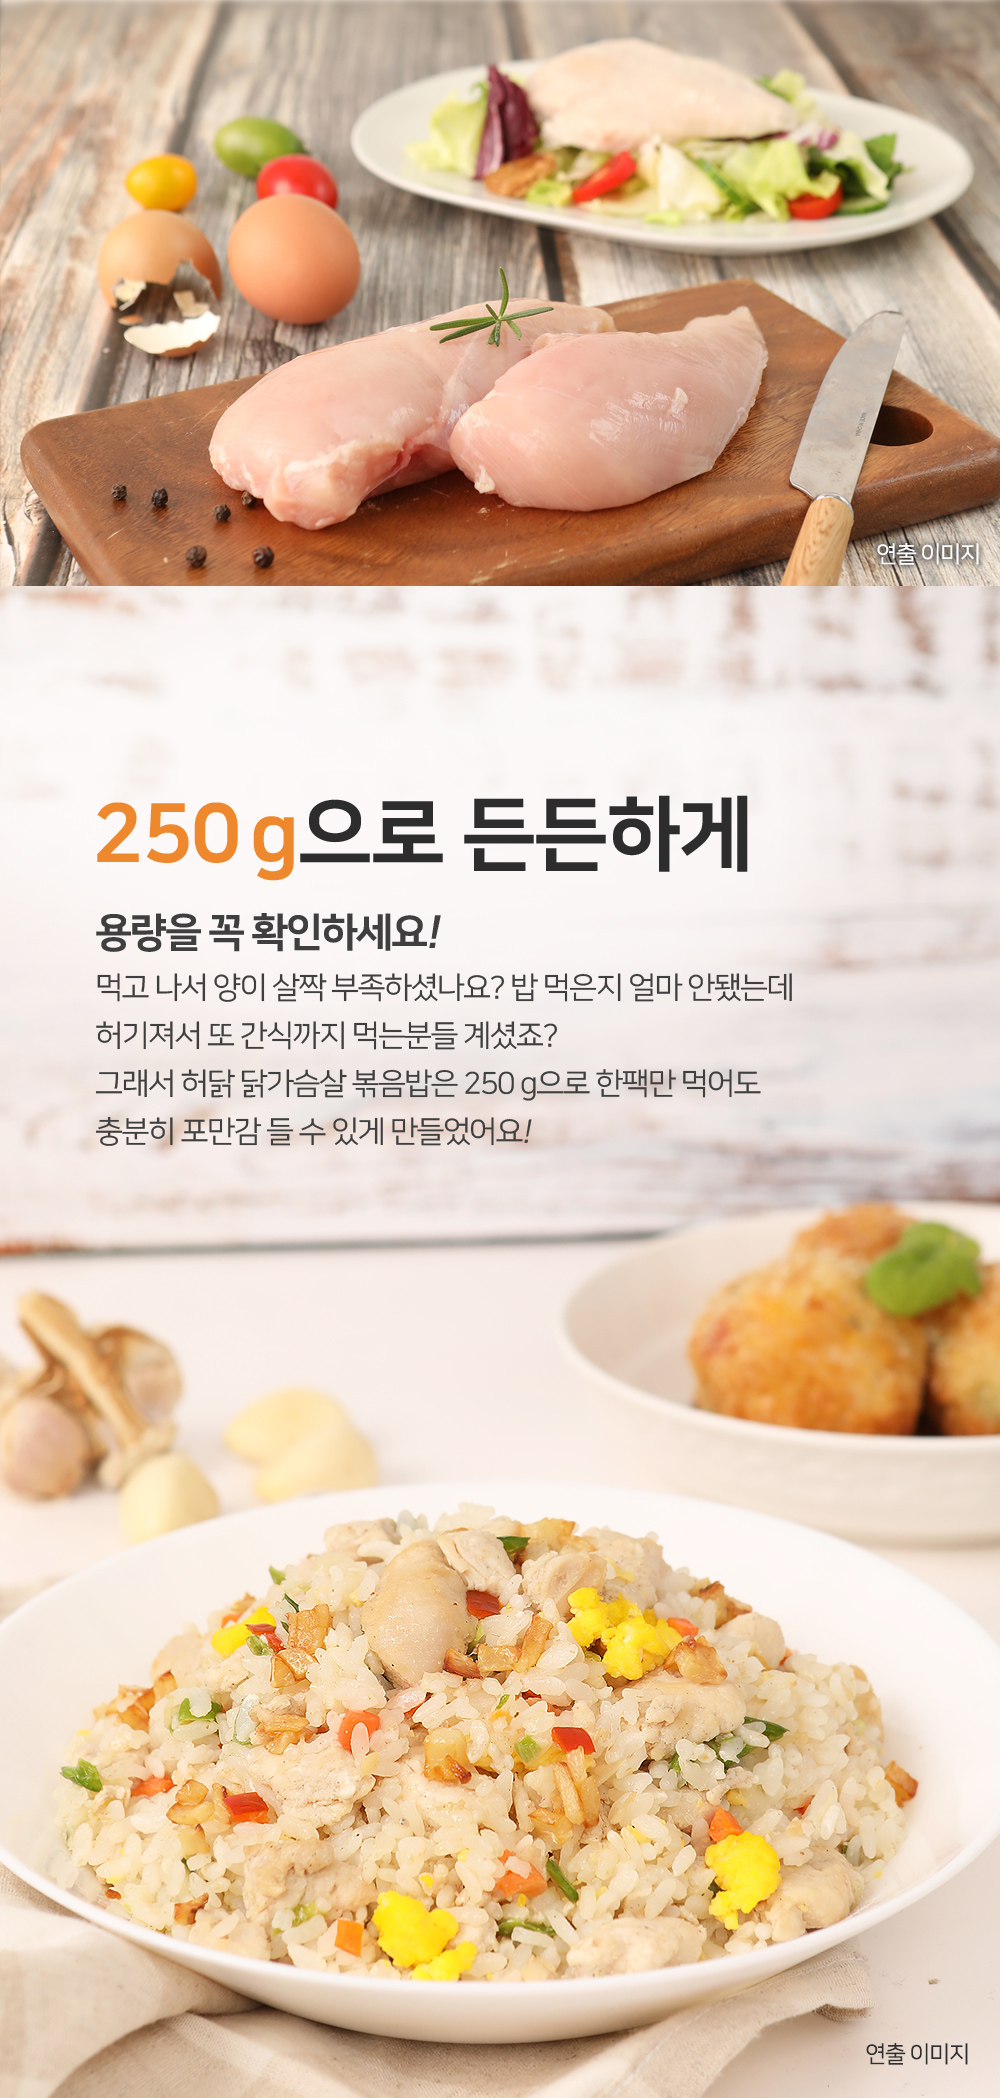 연출 이미지
250 g으로 든든하게
용량을 꼭 확인하세요!
먹고 나서 양이 살짝 부족하셨나요? 밥 먹은지 얼마 안됐는데
허기져서 또 간식까지 먹는분들 계셨죠?
그래서 허닭 닭가슴살 볶음밥은 250 g으로 한팩만 먹어도
충분히 포만감 들 수 있게 만들었어요!
연출 이미지